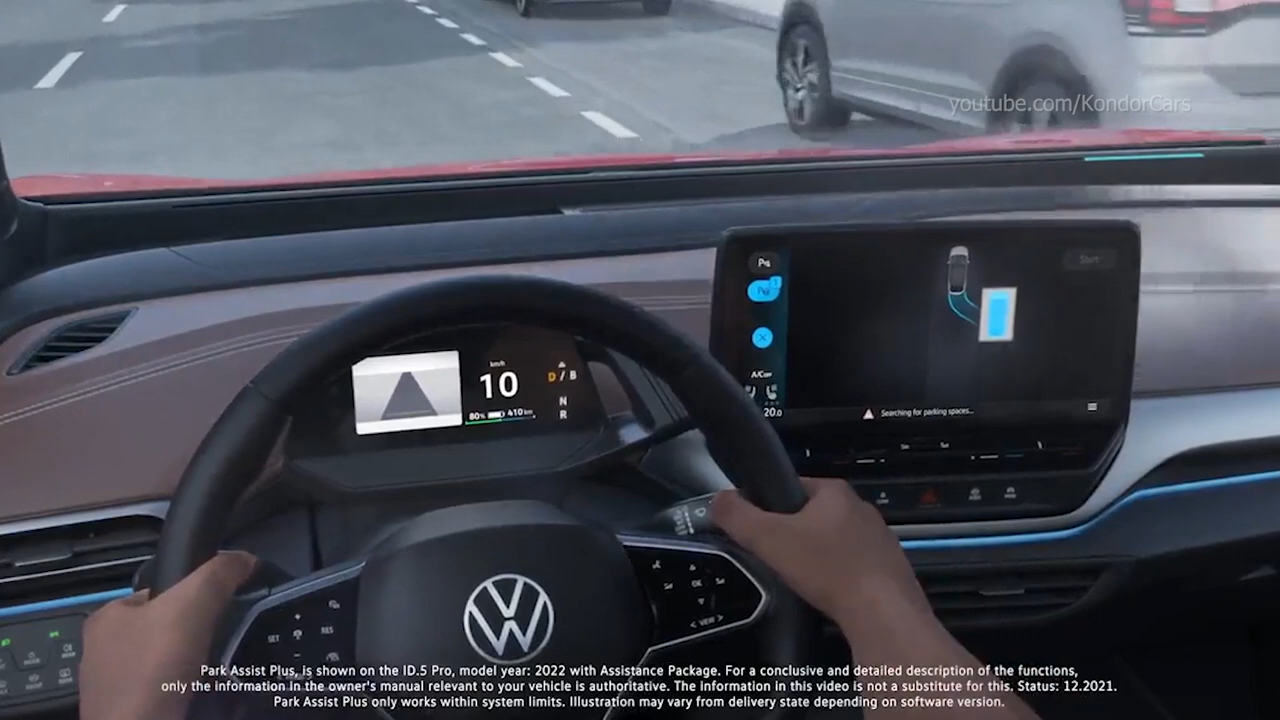 youtube.com/KondorCars
Start
km/h
10
80% 410 km
D / B
N
R
A/C
20.0
Searching for parking spaces...
SET
RES
OK
< VIEW >
Park Assist Plus, is shown on the ID.5 Pro, model year: 2022 with Assistance Package. For a conclusive and detailed description of the functions,
only the information in the owner's manual relevant to your vehicle is authoritative. The information in this video is not a substitute for this. Status: 12.2021.
Park Assist Plus only works within system limits. Illustration may vary from delivery state depending on software version.